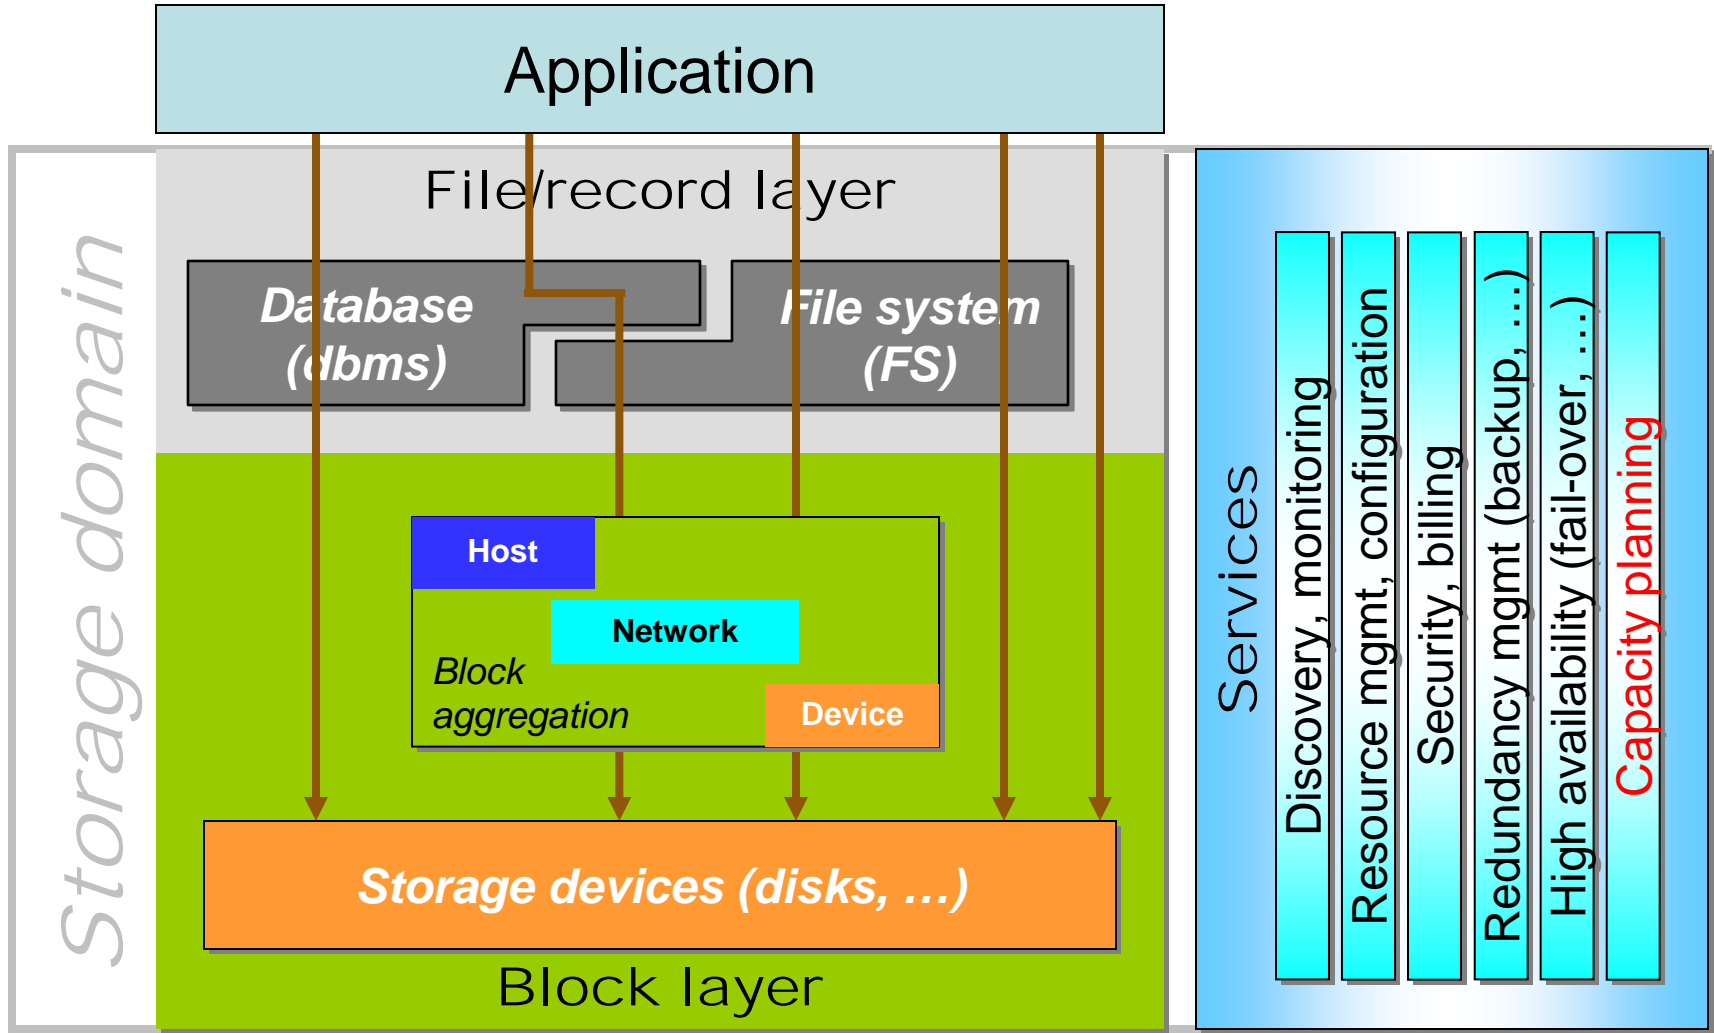 Application
File/record layer
Database
(dbms)
File system
(FS)
Storage domain
Host
Network
Device
Block
aggregation
Storage devices (disks, …)
Block layer
Services
Discovery, monitoring
Resource mgmt, configuration
Security, billing
Redundancy mgmt (backup, …)
High availability (fail-over, ….)
Capacity planning